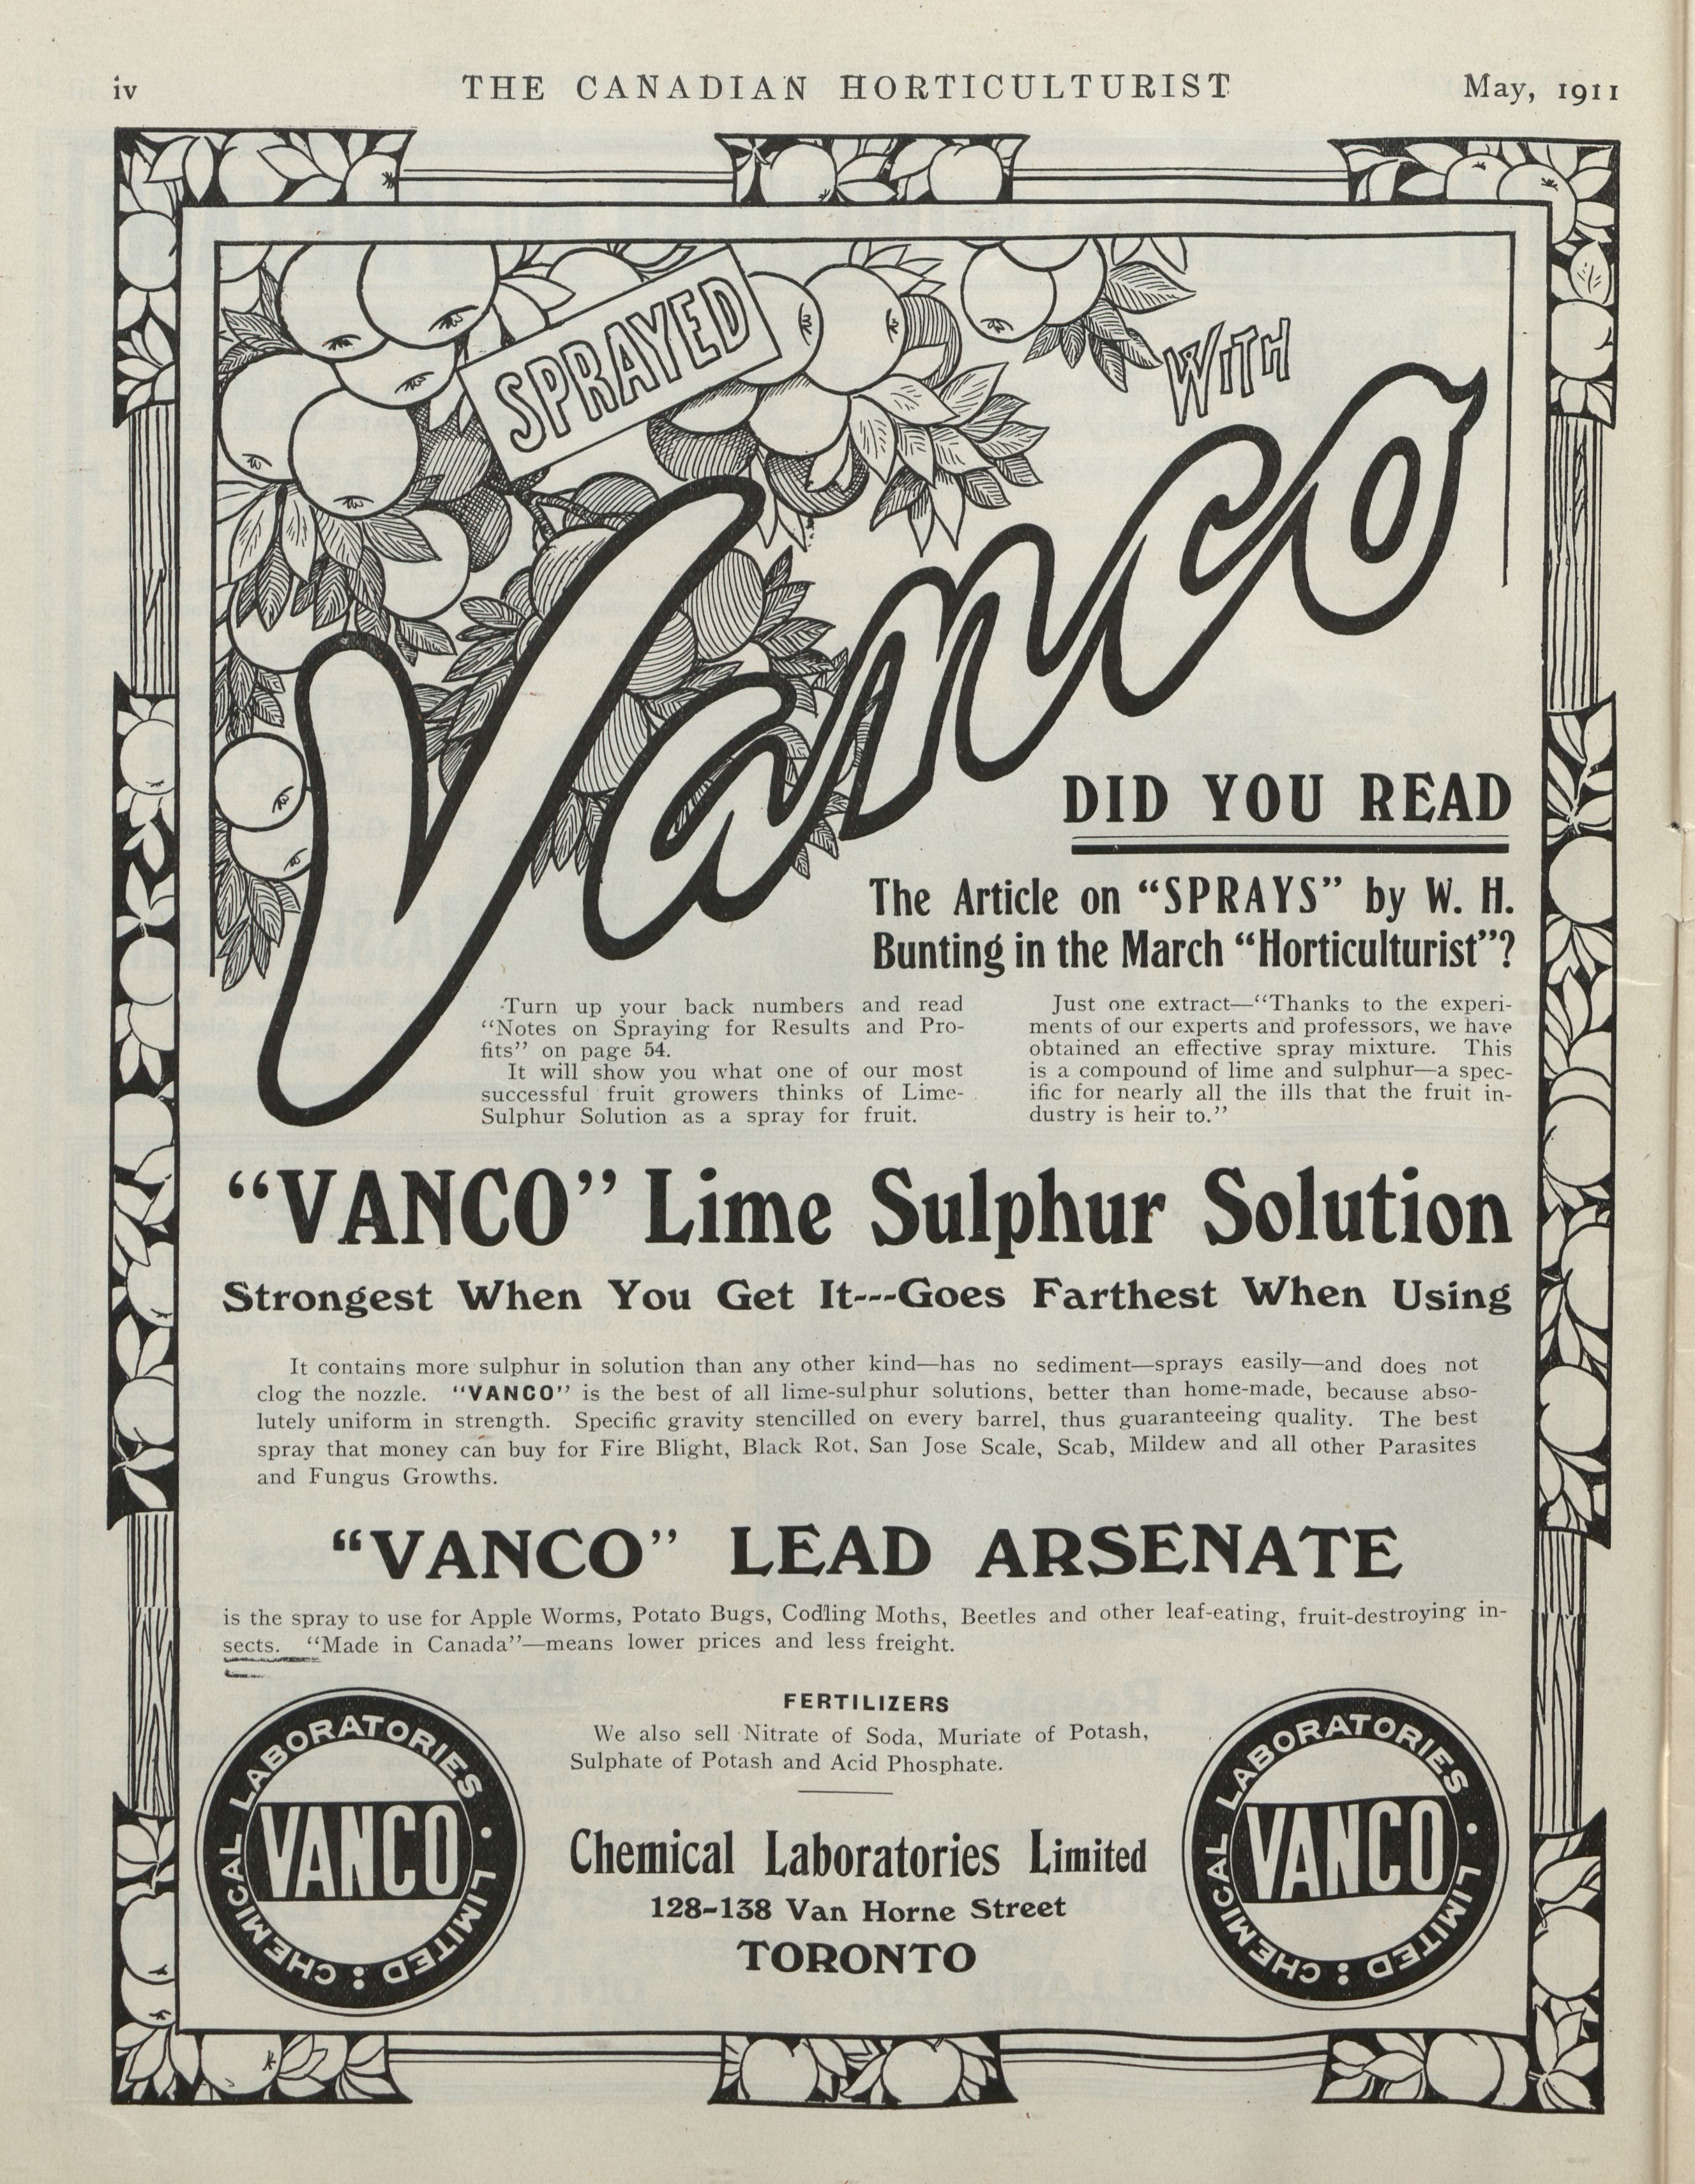 iv THE CANADIAN HORTICULTURIST May, 1911
SPRAYED
WITH
Vanco
DID YOU READ
The Article on “SPRAYS” by W. H.
Bunting in the March “Horticulturist”?
Turn up your back numbers and read
“Notes on Spraying for Results and Pro-
fits” on page 54.
It will show you what one of our most
successful fruit growers thinks of Lime-
Sulphur Solution as a spray for fruit.
Just one extract—“Thanks to the experi-
ments of our experts and professors, we have
obtained an effective spray mixture. This
is a compound of lime and sulphur—a spec-
ific for nearly all the ills that the fruit in-
dustry is heir to.”
“VANCO” Lime Sulphur Solution
Strongest When You Get It---Goes Farthest When Using
It contains more sulphur in solution than any other kind—has no sediment—sprays easily—and does not
clog the nozzle. “VANCO” is the best of all lime-sulphur solutions, better than home-made, because abso-
lutely uniform in strength. Specific gravity stencilled on every barrel, thus guaranteeing quality. The best
spray that money can buy for Fire Blight, Black Rot, San Jose Scale, Scab, Mildew and all other Parasites
and Fungus Growths.
“VANCO” LEAD ARSENATE
is the spray to use for Apple Worms, Potato Bugs, Codling Moths, Beetles and other leaf-eating, fruit-destroying in-
sects. “Made in Canada”—means lower prices and less freight.
FERTILIZERS
We also sell Nitrate of Soda, Muriate of Potash,
Sulphate of Potash and Acid Phosphate.
CHEMICAL LABORATORIES · LIMITED :
VANCO
Chemical Laboratories Limited
128-138 Van Horne Street
TORONTO
CHEMICAL LABORATORIES · LIMITED :
VANCO